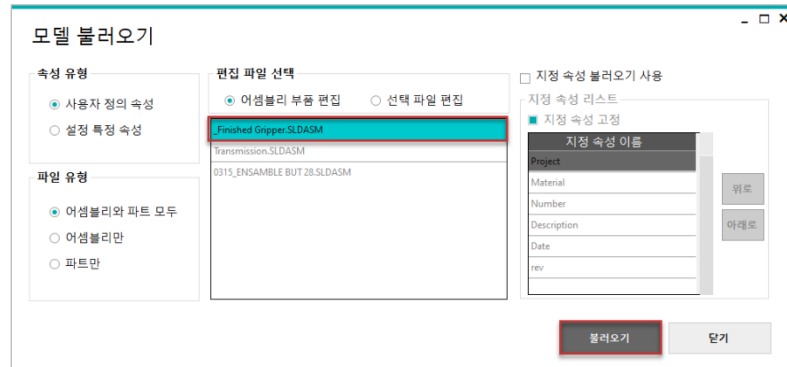 모델 불러오기
속성 유형
사용자 정의 속성
설정 특정 속성
파일 유형
어셈블리와 파트 모두
어셈블리만
파트만
편집 파일 선택
어셈블리 부품 편집
선택 파일 편집
_Finished Gripper.SLDASM
Transmission.SLDASM
0315_ENSAMBLE BUT 28.SLDASM
지정 속성 불러오기 사용
지정 속성 리스트
지정 속성 고정
지정 속성 이름
Project
Material
Number
Description
Date
rev
위로
아래로
불러오기
닫기